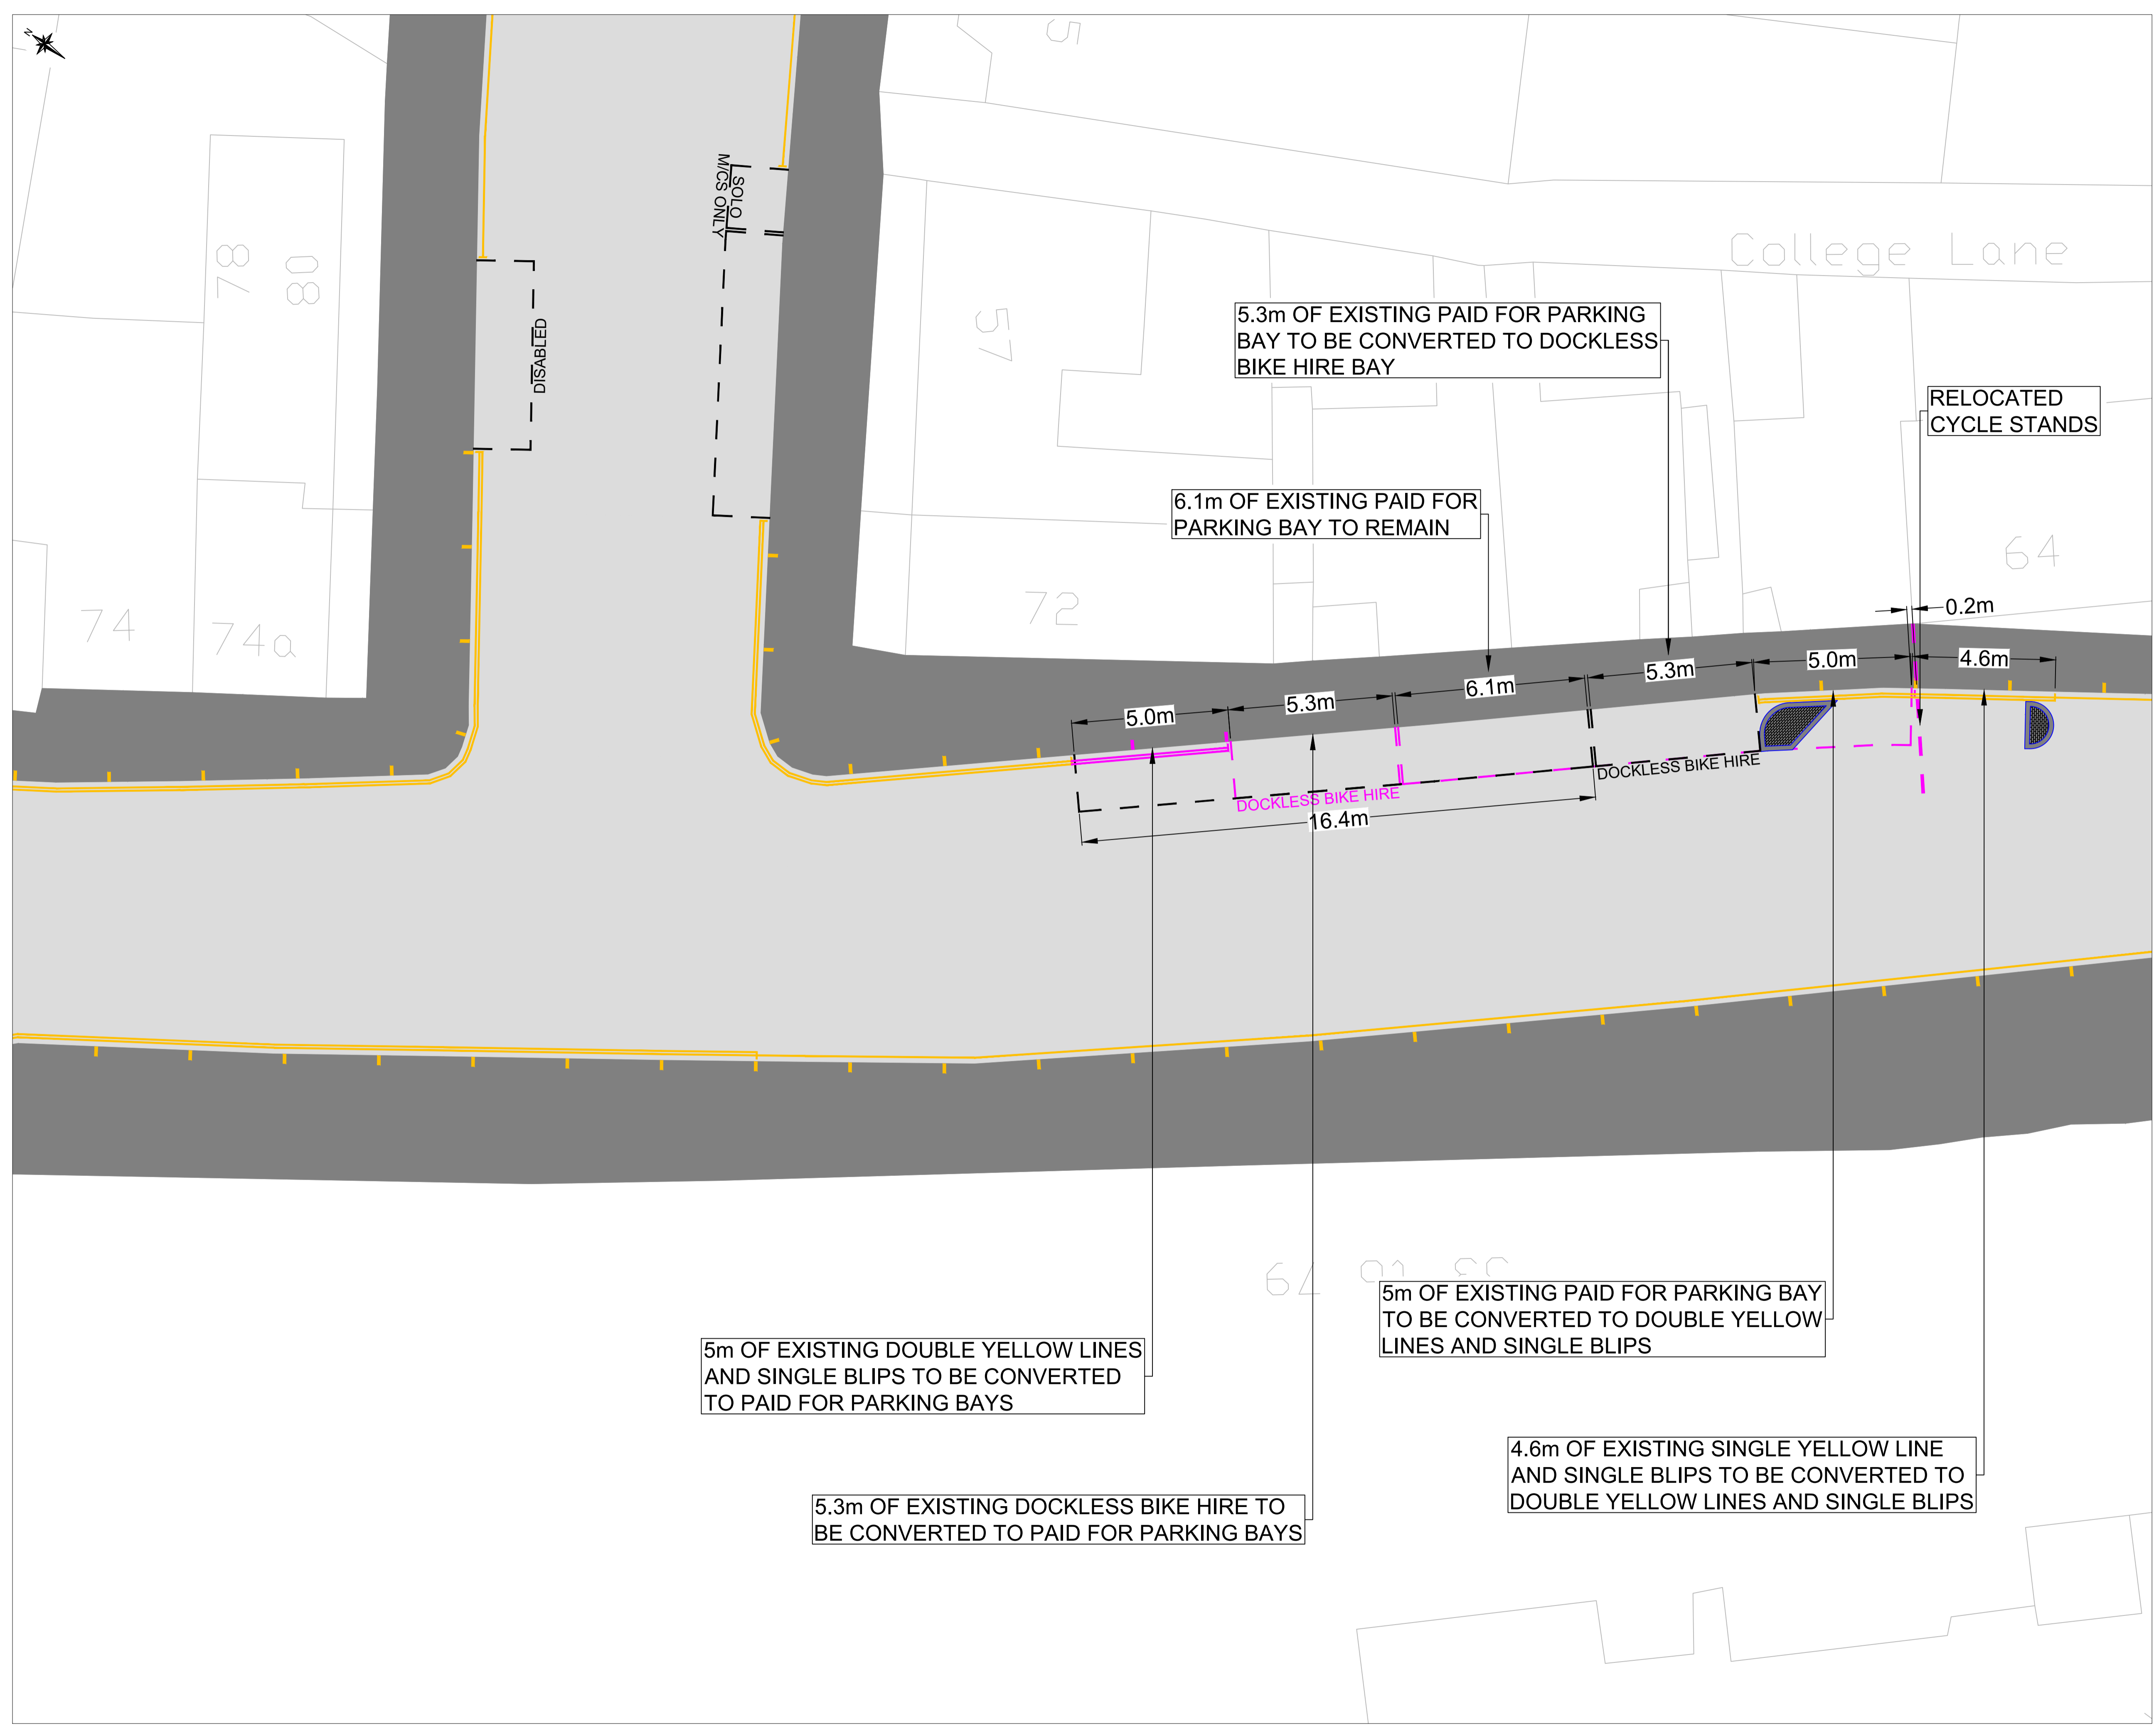 N
College Lane
78
80
DISABLED
SOLO
M/CS ONLY
57
5.3m OF EXISTING PAID FOR PARKING
BAY TO BE CONVERTED TO DOCKLESS
BIKE HIRE BAY
RELOCATED
CYCLE STANDS
6.1m OF EXISTING PAID FOR
PARKING BAY TO REMAIN
64
74
74a
72
0.2m
5.0m
5.3m
6.1m
5.3m
5.0m
4.6m
DOCKLESS BIKE HIRE
DOCKLESS BIKE HIRE
16.4m
5m OF EXISTING PAID FOR PARKING BAY
TO BE CONVERTED TO DOUBLE YELLOW
LINES AND SINGLE BLIPS
5m OF EXISTING DOUBLE YELLOW LINES
AND SINGLE BLIPS TO BE CONVERTED
TO PAID FOR PARKING BAYS
4.6m OF EXISTING SINGLE YELLOW LINE
AND SINGLE BLIPS TO BE CONVERTED TO
DOUBLE YELLOW LINES AND SINGLE BLIPS
5.3m OF EXISTING DOCKLESS BIKE HIRE TO
BE CONVERTED TO PAID FOR PARKING BAYS